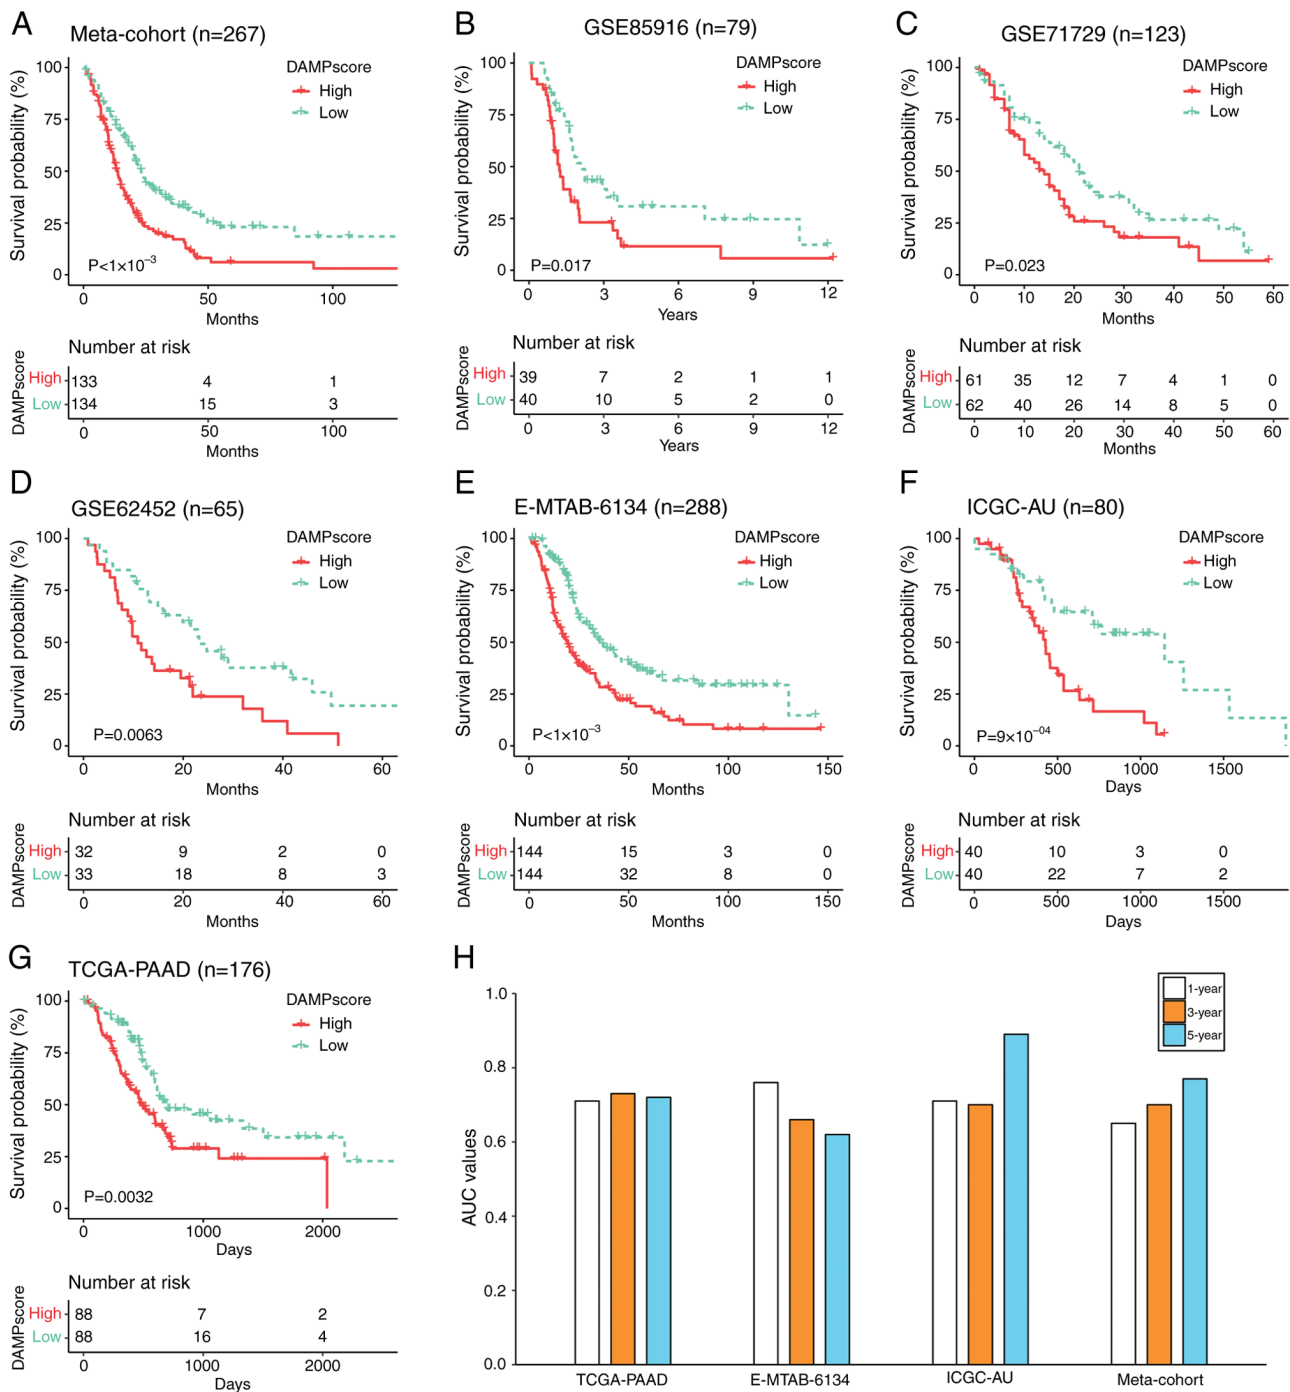 A
Meta-cohort (n=267)
Survival probability (%)
100
75
50
25
0
DAMPscore
High
Low
P<1×10⁻³
0 50 100
Months
Number at risk
DAMPscore
High 133 4 1
Low 134 15 3
0 50 100
Months
B
GSE85916 (n=79)
Survival probability (%)
100
75
50
25
0
DAMPscore
High
Low
P=0.017
0 3 6 9 12
Years
Number at risk
DAMPscore
High 39 7 2 1 1
Low 40 10 5 2 0
0 3 6 9 12
Years
C
GSE71729 (n=123)
Survival probability (%)
100
75
50
25
0
DAMPscore
High
Low
P=0.023
0 10 20 30 40 50 60
Months
Number at risk
DAMPscore
High 61 35 12 7 4 1 0
Low 62 40 26 14 8 5 0
0 10 20 30 40 50 60
Months
D
GSE62452 (n=65)
Survival probability (%)
100
75
50
25
0
DAMPscore
High
Low
P=0.0063
0 20 40 60
Months
Number at risk
DAMPscore
High 32 9 2 0
Low 33 18 8 3
0 20 40 60
Months
E
E-MTAB-6134 (n=288)
Survival probability (%)
100
75
50
25
0
DAMPscore
High
Low
P<1×10⁻³
0 50 100 150
Months
Number at risk
DAMPscore
High 144 15 3 0
Low 144 32 8 0
0 50 100 150
Months
F
ICGC-AU (n=80)
Survival probability (%)
100
75
50
25
0
DAMPscore
High
Low
P=9×10⁻⁰⁴
0 500 1000 1500
Days
Number at risk
DAMPscore
High 40 10 3 0
Low 40 22 7 2
0 500 1000 1500
Days
G
TCGA-PAAD (n=176)
Survival probability (%)
100
75
50
25
0
DAMPscore
High
Low
P=0.0032
0 1000 2000
Days
Number at risk
DAMPscore
High 88 7 2
Low 88 16 4
0 1000 2000
Days
H
AUC values
1.0
0.8
0.6
0.4
0.2
0.0
1-year
3-year
5-year
TCGA-PAAD E-MTAB-6134 ICGC-AU Meta-cohort